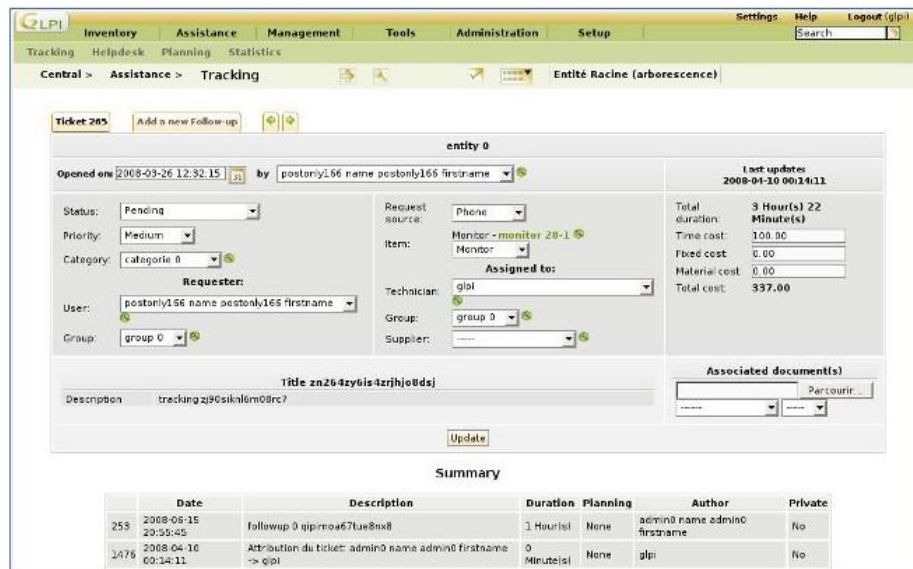 GLPI
Settings Help Logout (glpi)
Inventory Assistance Management Tools Administration Setup
Search
Tracking Helpdesk Planning Statistics
Central > Assistance > Tracking
Entité Racine (arborescence)
Ticket 265 Add a new Follow-up
entity 0
Opened on: 2008-03-26 12:32:15 by postonly166 name postonly166 firstname
Last update:
2008-04-10 00:14:11
Status: Pending
Priority: Medium
Category: categorie 0
Requester:
User: postonly166 name postonly166 firstname
Group: group 0
Request source: Phone
Item: Monitor - monitor 28-1
Monitor
Assigned to:
Technician: glpi
Group: group 0
Supplier: -----
Total duration: 3 Hour(s) 22 Minute(s)
Time cost: 100.00
Fixed cost 0.00
Material cost 0.00
Total cost: 337.00
Title zn264zy6is4zrjhjo8dsj
Description tracking zj90siknl6m08rc7
Associated document(s)
Parcourir...
------ -----
Update
Summary
Date Description Duration Planning Author Private
253 2008-06-15 20:55:45 followup 0 qipimoa67tue8nx8 1 Hour(s) None admin0 name admin0 firstname No
1476 2008-04-10 00:14:11 Attribution du ticket: admin0 name admin0 firstname -> glpi 0 Minute(s) None glpi No